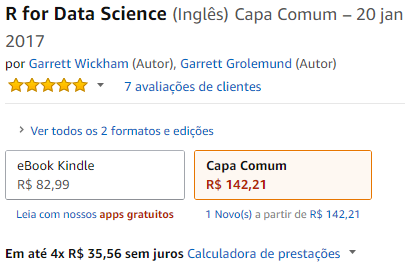 R for Data Science (Inglês) Capa Comum – 20 jan
2017
por Garrett Wickham (Autor), Garrett Grolemund (Autor)
7 avaliações de clientes
Ver todos os 2 formatos e edições
eBook Kindle
R$ 82,99
Capa Comum
R$ 142,21
Leia com nossos apps gratuitos
1 Novo(s) a partir de R$ 142,21
Em até 4x R$ 35,56 sem juros Calculadora de prestações